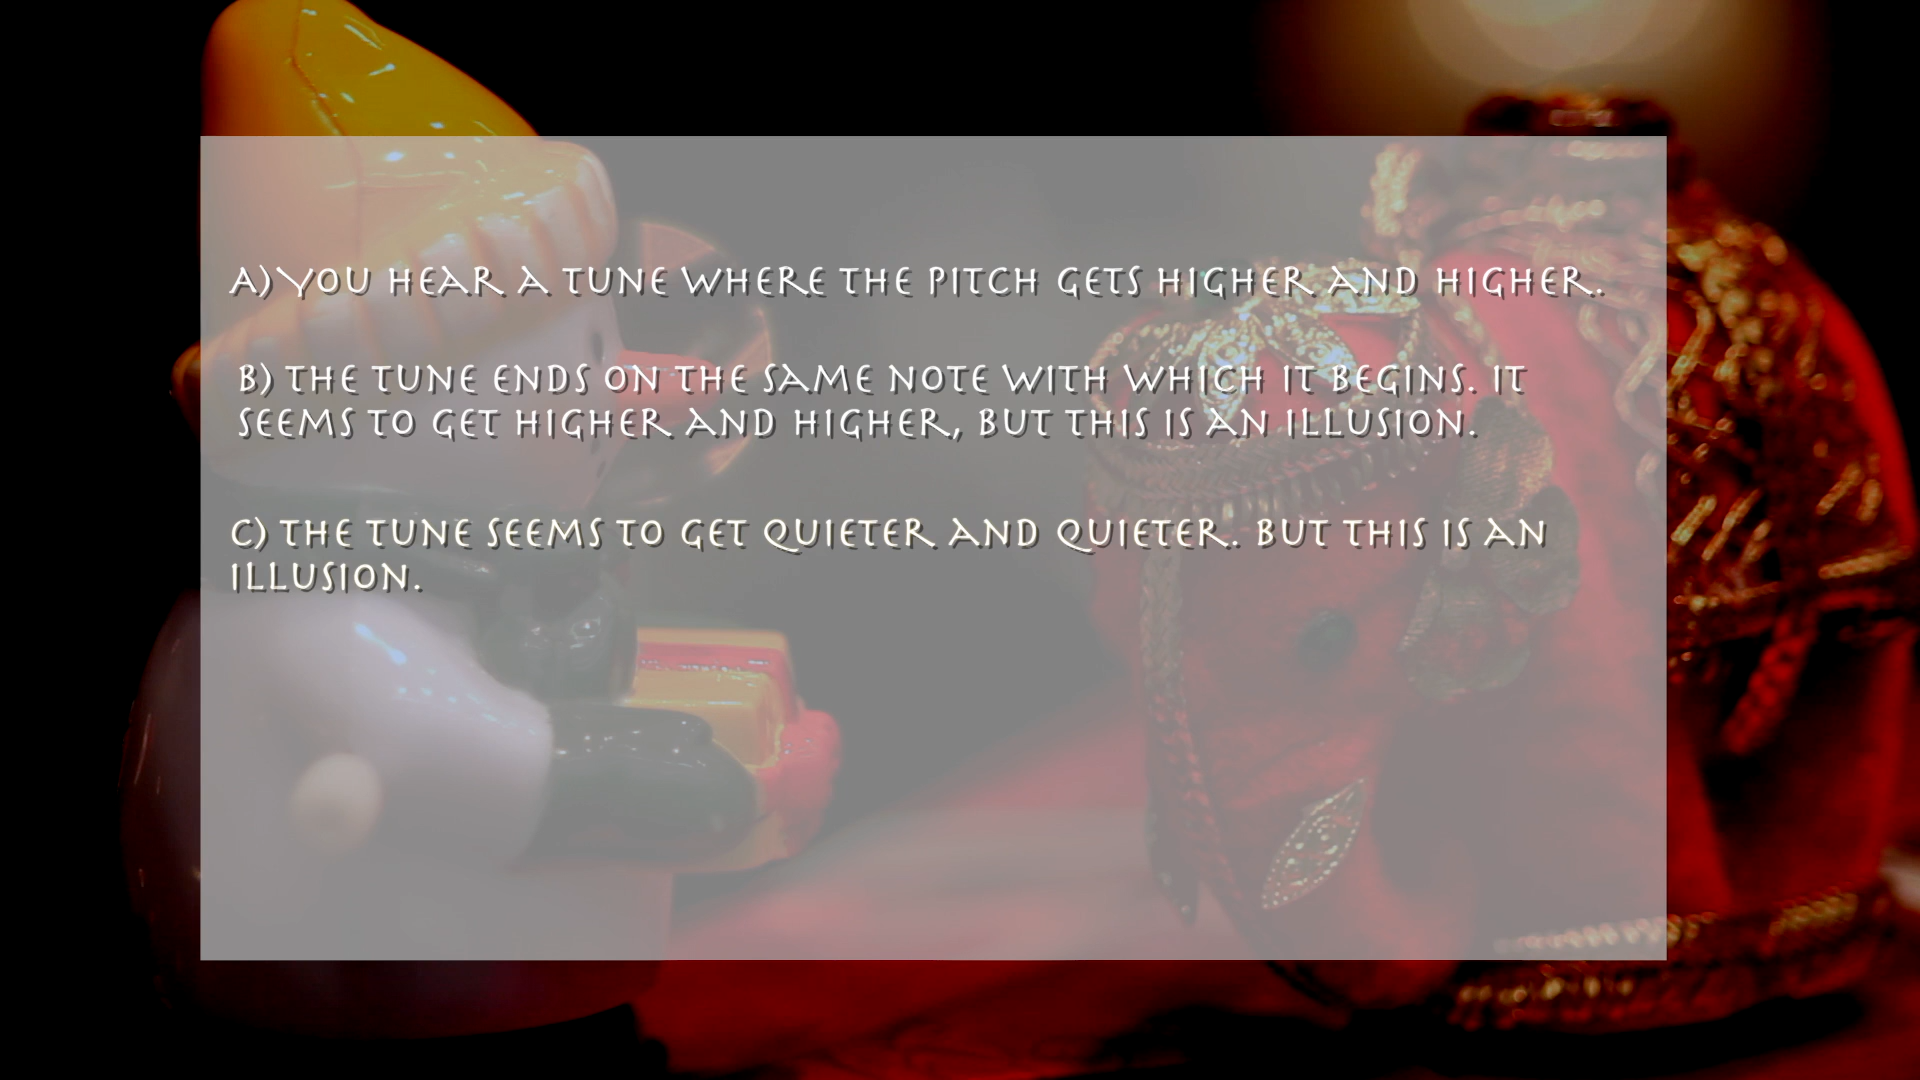 A) You hear a tune where the pitch gets higher and higher.
B) The tune ends on the same note with which it begins. It
seems to get higher and higher, but this is an illusion.
C) The tune seems to get quieter and quieter. But this is an
illusion.